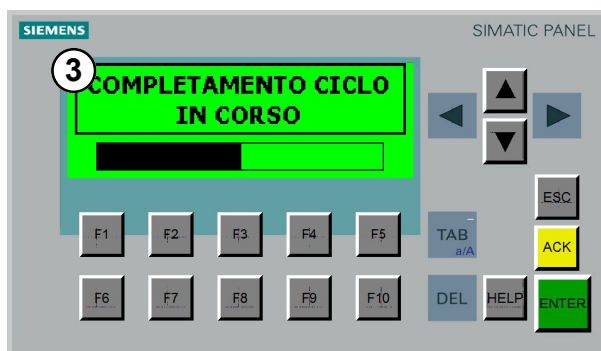 SIEMENS
SIMATIC PANEL
3
COMPLETAMENTO CICLO
IN CORSO
ESC
F1 F2 F3 F4 F5 TAB a/A ACK
F6 F7 F8 F9 F10 DEL HELP ENTER